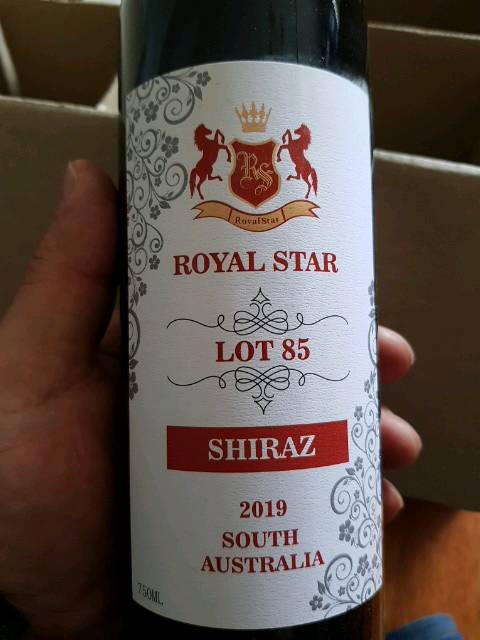 RS
RoyalStar
ROYAL STAR
LOT 85
SHIRAZ
2019
SOUTH
AUSTRALIA
750ML